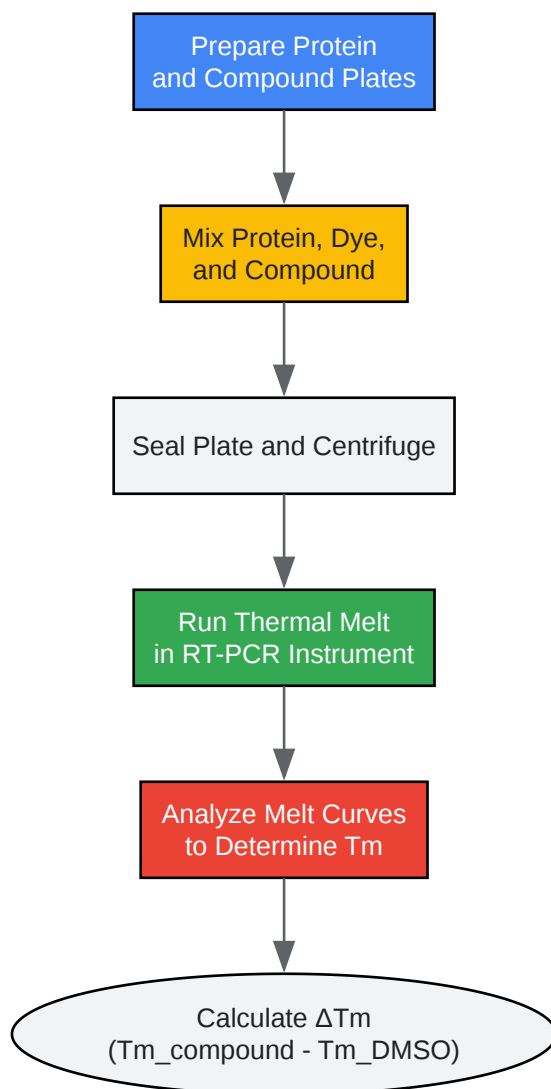 Prepare Protein
and Compound Plates
Mix Protein, Dye,
and Compound
Seal Plate and Centrifuge
Run Thermal Melt
in RT-PCR Instrument
Analyze Melt Curves
to Determine Tm
Calculate ΔTm
(Tm_compound - Tm_DMSO)